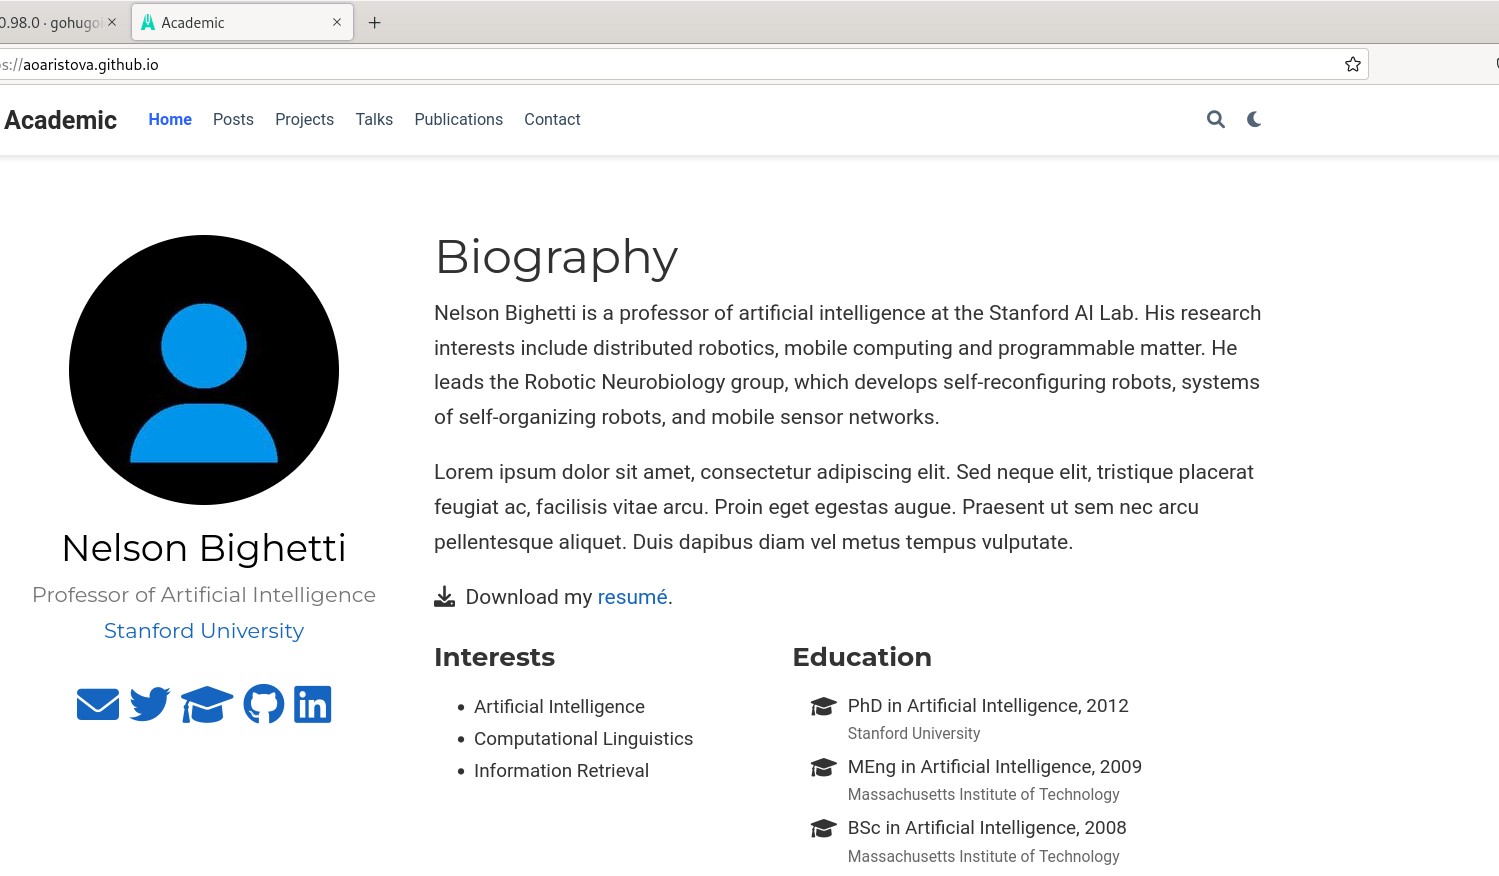 0.98.0 · gohugo
Academic
s://aoaristova.github.io
Academic
Home Posts Projects Talks Publications Contact
Nelson Bighetti
Professor of Artificial Intelligence
Stanford University
Biography
Nelson Bighetti is a professor of artificial intelligence at the Stanford AI Lab. His research
interests include distributed robotics, mobile computing and programmable matter. He
leads the Robotic Neurobiology group, which develops self-reconfiguring robots, systems
of self-organizing robots, and mobile sensor networks.
Lorem ipsum dolor sit amet, consectetur adipiscing elit. Sed neque elit, tristique placerat
feugiat ac, facilisis vitae arcu. Proin eget egestas augue. Praesent ut sem nec arcu
pellentesque aliquet. Duis dapibus diam vel metus tempus vulputate.
Download my resumé.
Interests
Artificial Intelligence
Computational Linguistics
Information Retrieval
Education
PhD in Artificial Intelligence, 2012
Stanford University
MEng in Artificial Intelligence, 2009
Massachusetts Institute of Technology
BSc in Artificial Intelligence, 2008
Massachusetts Institute of Technology